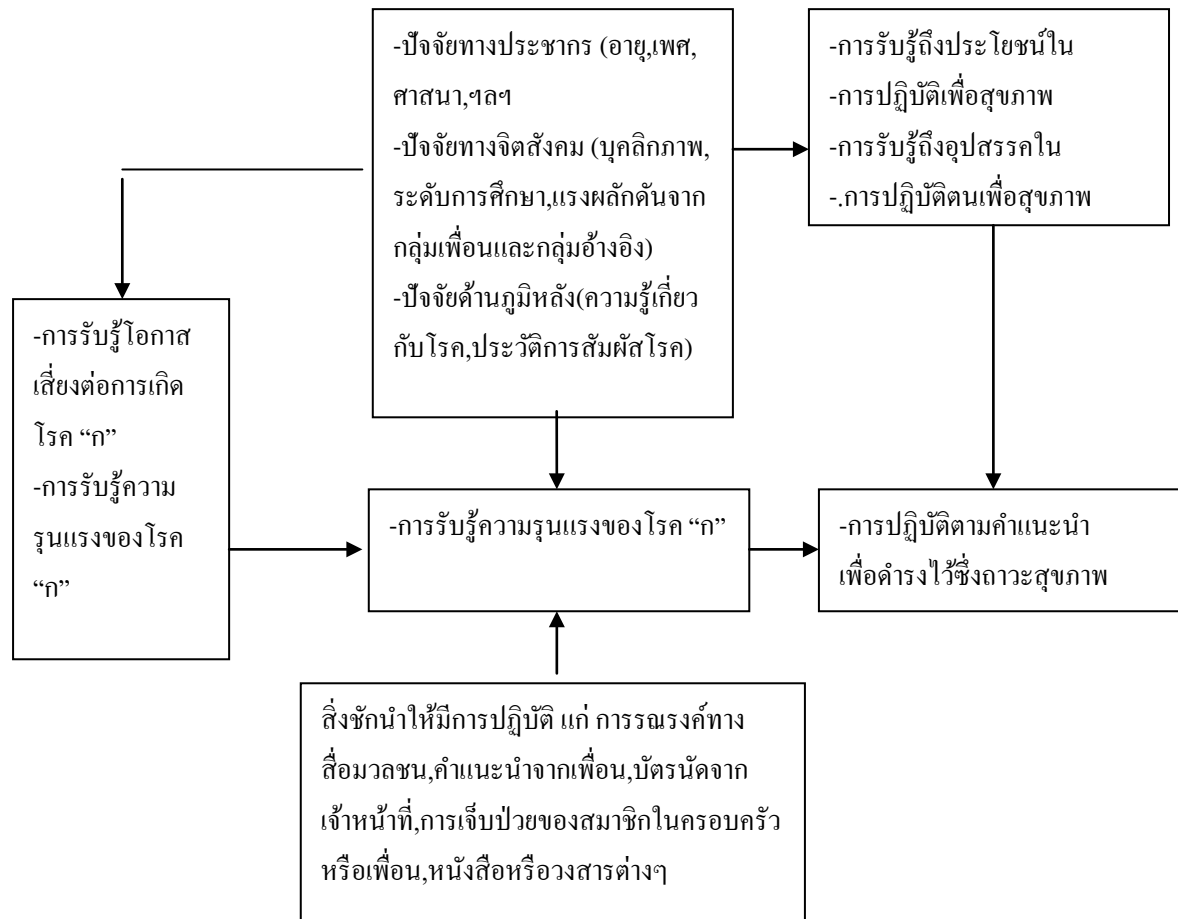 -ปัจจัยทางประชากร (อายุ,เพศ,
ศาสนา,ฯลฯ
-ปัจจัยทางจิตสังคม (บุคลิกภาพ,
ระดับการศึกษา,แรงผลักดันจาก
กลุ่มเพื่อนและกลุ่มอ้างอิง)
-ปัจจัยด้านภูมิหลัง(ความรู้เกี่ยว
กับโรค,ประวัติการสัมผัสโรค)
-การรับรู้ถึงประโยชน์ใน
-การปฏิบัติเพื่อสุขภาพ
-การรับรู้ถึงอุปสรรคใน
-.การปฏิบัติตนเพื่อสุขภาพ
-การรับรู้โอกาส
เสี่ยงต่อการเกิด
โรค “ก”
-การรับรู้ความ
รุนแรงของโรค
“ก”
-การรับรู้ความรุนแรงของโรค “ก”
-การปฏิบัติตามคำแนะนำ
เพื่อดำรงไว้ซึ่งถาวะสุขภาพ
สิ่งชักนำให้มีการปฏิบัติ แก่ การรณรงค์ทาง
สื่อมวลชน,คำแนะนำจากเพื่อน,บัตรนัดจาก
เจ้าหน้าที่,การเจ็บป่วยของสมาชิกในครอบครัว
หรือเพื่อน,หนังสือหรือวงสารต่างๆ